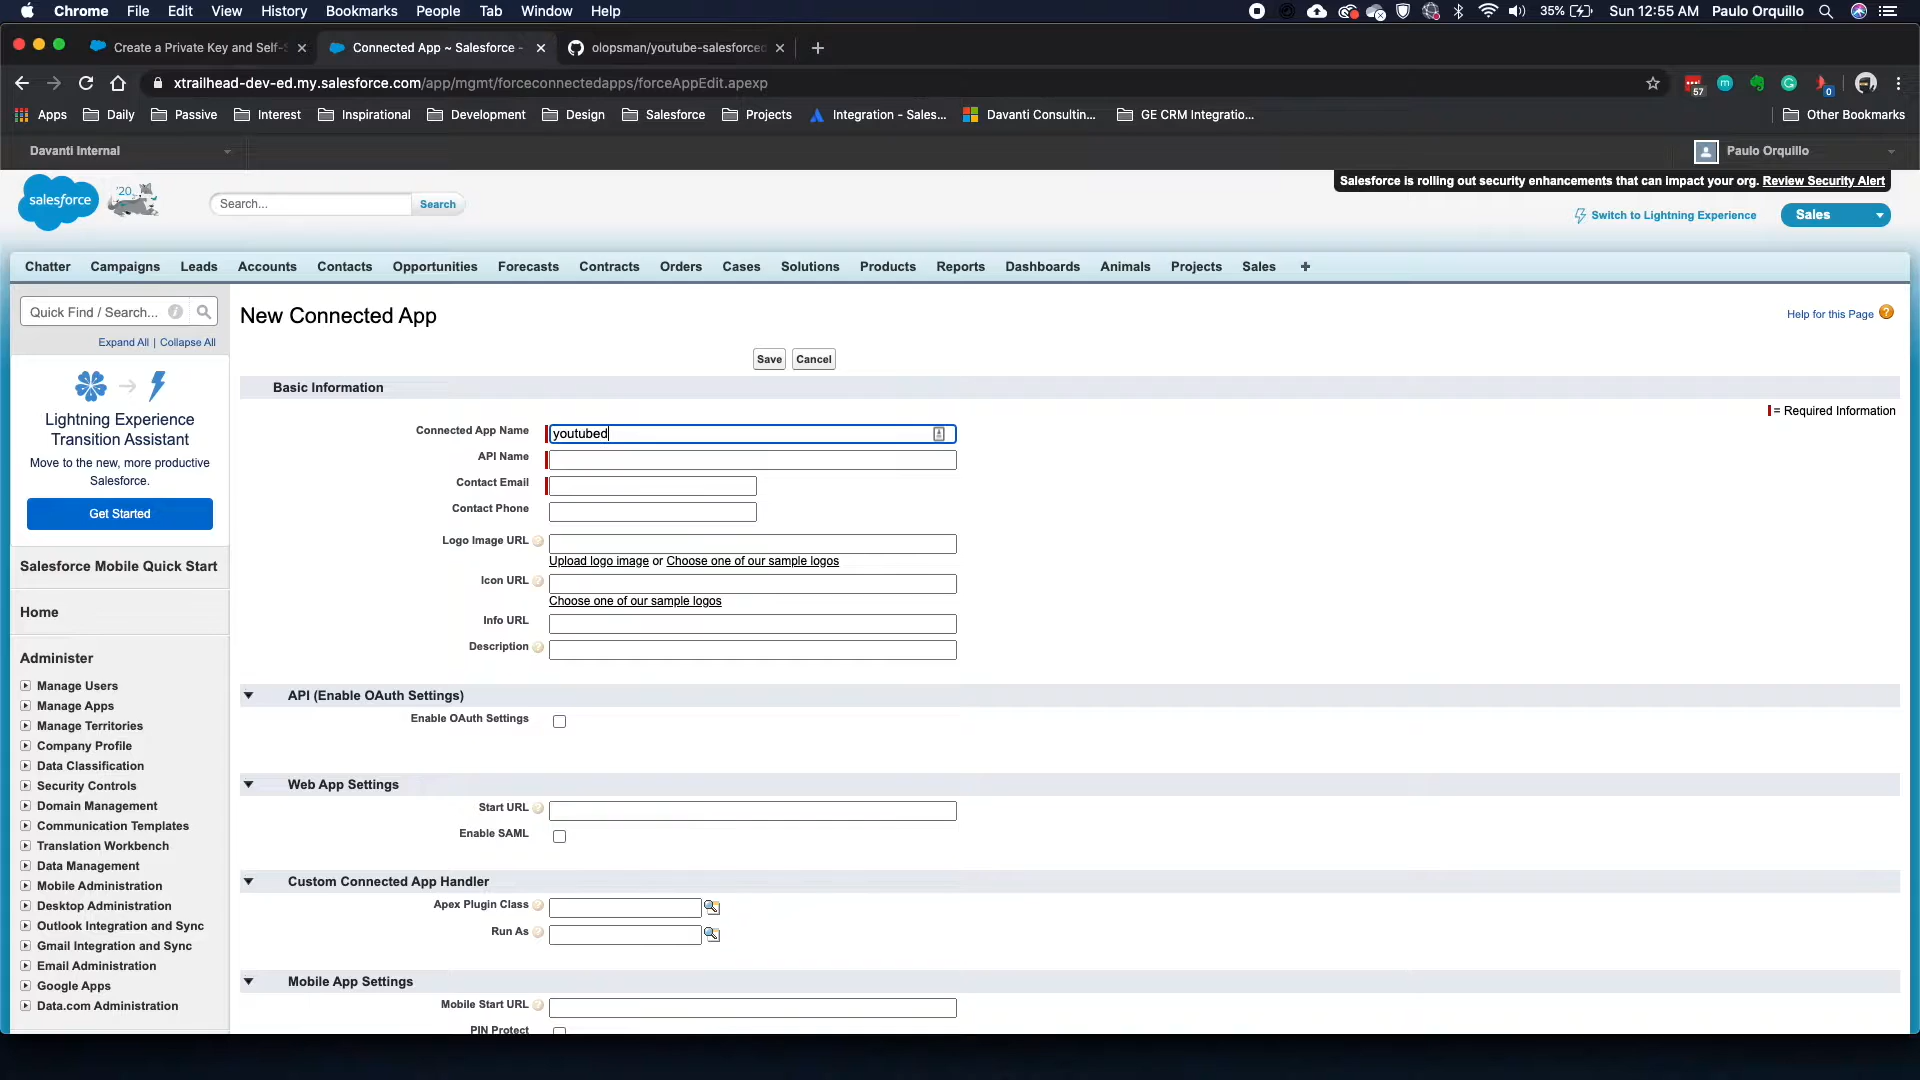 Chrome File Edit View History Bookmarks People Tab Window Help 35% Sun 12:55 AM Paulo Orquillo
Create a Private Key and Self-S Connected App ~ Salesforce - olopsman/youtube-salesforced
xtrailhead-dev-ed.my.salesforce.com/app/mgmt/forceconnectedapps/forceAppEdit.apexp 57 0
Apps Daily Passive Interest Inspirational Development Design Salesforce Projects Integration - Sales... Davanti Consultin... GE CRM Integratio... Other Bookmarks
Davanti Internal Paulo Orquillo
Salesforce is rolling out security enhancements that can impact your org. Review Security Alert
salesforce '20 Search... Search
Switch to Lightning Experience Sales
Chatter Campaigns Leads Accounts Contacts Opportunities Forecasts Contracts Orders Cases Solutions Products Reports Dashboards Animals Projects Sales +
Quick Find / Search...
Expand All | Collapse All
Lightning Experience
Transition Assistant
Move to the new, more productive
Salesforce.
Get Started
Salesforce Mobile Quick Start
Home
Administer
Manage Users
Manage Apps
Manage Territories
Company Profile
Data Classification
Security Controls
Domain Management
Communication Templates
Translation Workbench
Data Management
Mobile Administration
Desktop Administration
Outlook Integration and Sync
Gmail Integration and Sync
Email Administration
Google Apps
Data.com Administration
New Connected App
Help for this Page ?
Save Cancel
Basic Information
= Required Information
Connected App Name youtubed
API Name
Contact Email
Contact Phone
Logo Image URL
Upload logo image or Choose one of our sample logos
Icon URL
Choose one of our sample logos
Info URL
Description
API (Enable OAuth Settings)
Enable OAuth Settings
Web App Settings
Start URL
Enable SAML
Custom Connected App Handler
Apex Plugin Class
Run As
Mobile App Settings
Mobile Start URL
PIN Protect